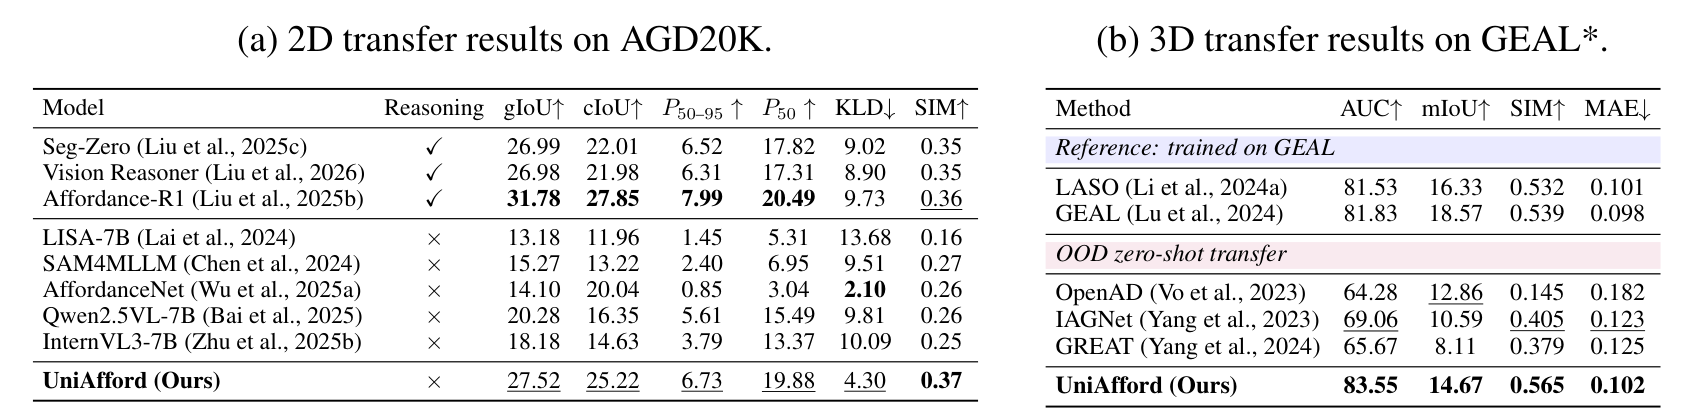 (a) 2D transfer results on AGD20K.
Model Reasoning gIoU↑ cIoU↑ P50–95 ↑ P50 ↑ KLD↓ SIM↑
Seg-Zero (Liu et al., 2025c) ✓ 26.99 22.01 6.52 17.82 9.02 0.35
Vision Reasoner (Liu et al., 2026) ✓ 26.98 21.98 6.31 17.31 8.90 0.35
Affordance-R1 (Liu et al., 2025b) ✓ 31.78 27.85 7.99 20.49 9.73 0.36
LISA-7B (Lai et al., 2024) × 13.18 11.96 1.45 5.31 13.68 0.16
SAM4MLLM (Chen et al., 2024) × 15.27 13.22 2.40 6.95 9.51 0.27
AffordanceNet (Wu et al., 2025a) × 14.10 20.04 0.85 3.04 2.10 0.26
Qwen2.5VL-7B (Bai et al., 2025) × 20.28 16.35 5.61 15.49 9.81 0.26
InternVL3-7B (Zhu et al., 2025b) × 18.18 14.63 3.79 13.37 10.09 0.25
UniAfford (Ours) × 27.52 25.22 6.73 19.88 4.30 0.37
(b) 3D transfer results on GEAL*.
Method AUC↑ mIoU↑ SIM↑ MAE↓
Reference: trained on GEAL
LASO (Li et al., 2024a) 81.53 16.33 0.532 0.101
GEAL (Lu et al., 2024) 81.83 18.57 0.539 0.098
OOD zero-shot transfer
OpenAD (Vo et al., 2023) 64.28 12.86 0.145 0.182
IAGNet (Yang et al., 2023) 69.06 10.59 0.405 0.123
GREAT (Yang et al., 2024) 65.67 8.11 0.379 0.125
UniAfford (Ours) 83.55 14.67 0.565 0.102